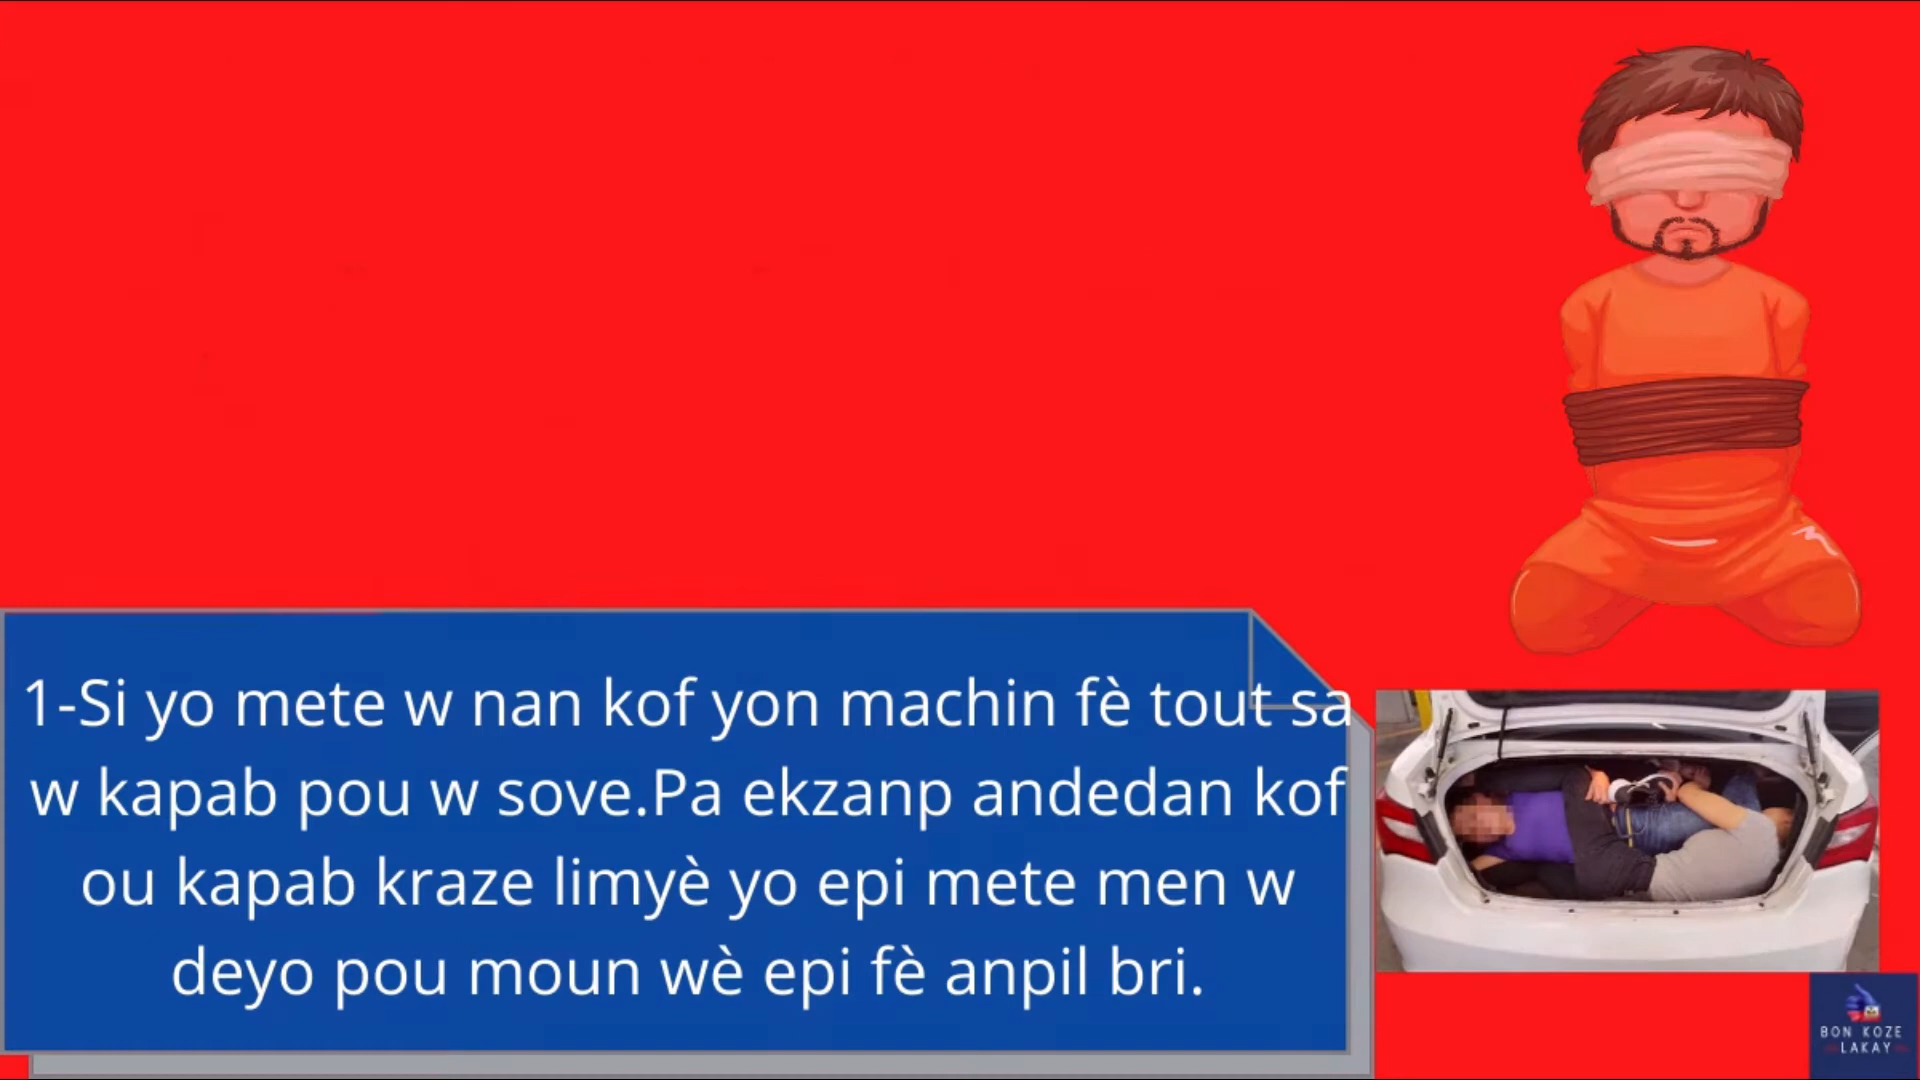 1-Si yo mete w nan kof yon machin fè tout sa
w kapab pou w sove.Pa ekzanp andedan kof
ou kapab kraze limyè yo epi mete men w
deyo pou moun wè epi fè anpil bri.
BON KOZE
LAKAY